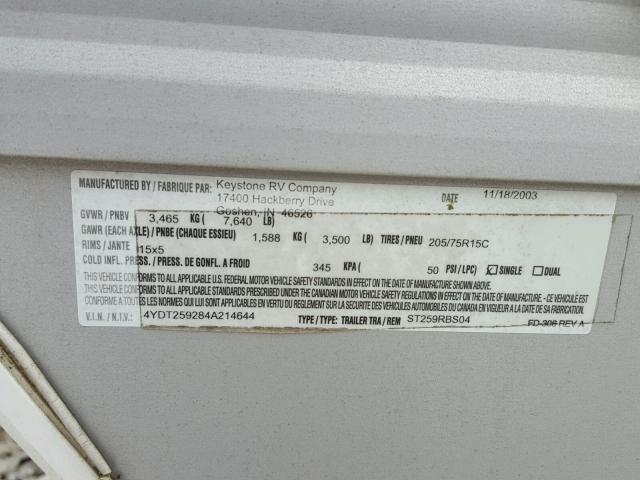 MANUFACTURED BY / FABRIQUE PAR: Keystone RV Company DATE 11/18/2003
17400 Hackberry Drive
Goshen, IN 46526
GVWR / PNBV 3,465 KG ( 7,640 LB)
GAWR (EACH AXLE) / PNBE (CHAQUE ESSIEU) 1,588 KG ( 3,500 LB) TIRES / PNEU 205/75R15C
RIMS / JANTE 15x5
COLD INFL. PRESS. / PRESS. DE GONFL. A FROID 345 KPA ( 50 PSI / LPC) SINGLE DUAL
THIS VEHICLE CONFORMS TO ALL APPLICABLE U.S. FEDERAL MOTOR VEHICLE SAFETY STANDARDS IN EFFECT ON THE DATE OF MANUFACTURE SHOWN ABOVE.
THIS VEHICLE CONFORMS TO ALL APPLICABLE STANDARDS PRESCRIBED UNDER THE CANADIAN MOTOR VEHICLE SAFETY REGULATIONS IN EFFECT ON THE DATE OF MANUFACTURE. - CE VEHICULE EST
CONFORME A TOUTES LES NORMES QUI LUI SONT APPLICABLES EN VERTU DU REGLEMENT SUR LA SECURITE DES VEHICULES AUTOMOBILES DU CANADA EN VIGUEUR A LA DATE DE SA FABRICATION.
V.I.N. / N.I.V.: 4YDT259284A214644 TYPE / TYPE: TRAILER TRA / REM ST259RBS04 FD-306 REV A